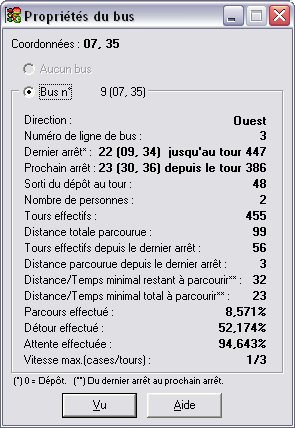 Propriétés du bus
Coordonnées : 07, 35
Aucun bus
Bus n° 9 (07, 35)
Direction : Ouest
Numéro de ligne de bus : 3
Dernier arrêt* : 22 (09, 34) jusqu'au tour 447
Prochain arrêt : 23 (30, 36) depuis le tour 386
Sorti du dépôt au tour : 48
Nombre de personnes : 2
Tours effectifs : 455
Distance totale parcourue : 99
Tours effectifs depuis le dernier arrêt : 56
Distance parcourue depuis le dernier arrêt : 3
Distance/Temps minimal restant à parcourir** : 32
Distance/Temps minimal total à parcourir** : 23
Parcours effectué : 8,571%
Détour effectué : 52,174%
Attente effectuée : 94,643%
Vitesse max.(cases/tours) : 1/3
(*) 0 = Dépôt. (**) Du dernier arrêt au prochain arrêt.
Vu Aide